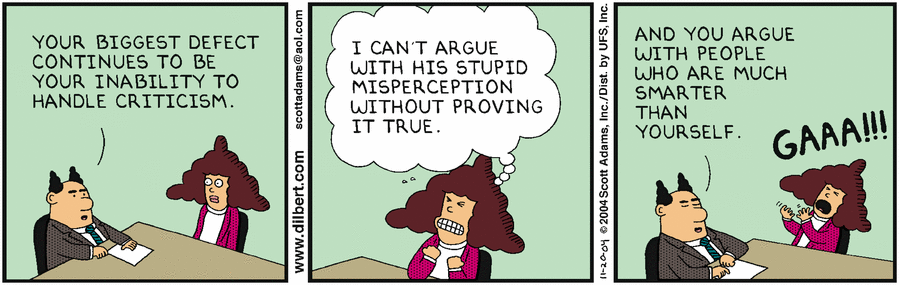 YOUR BIGGEST DEFECT
CONTINUES TO BE
YOUR INABILITY TO
HANDLE CRITICISM.
www.dilbert.com scottadams@aol.com
I CAN'T ARGUE
WITH HIS STUPID
MISPERCEPTION
WITHOUT PROVING
IT TRUE.
11-20-04 © 2004 Scott Adams, Inc./Dist. by UFS, Inc.
AND YOU ARGUE
WITH PEOPLE
WHO ARE MUCH
SMARTER
THAN
YOURSELF.
GAAA!!!